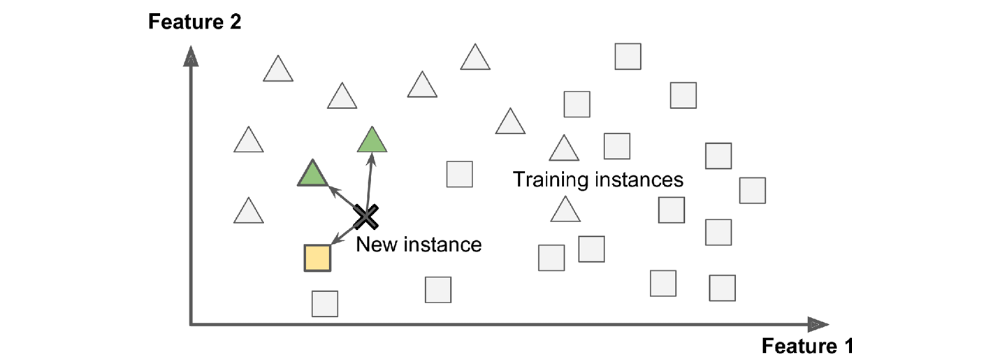 Feature 2
Training instances
New instance
Feature 1